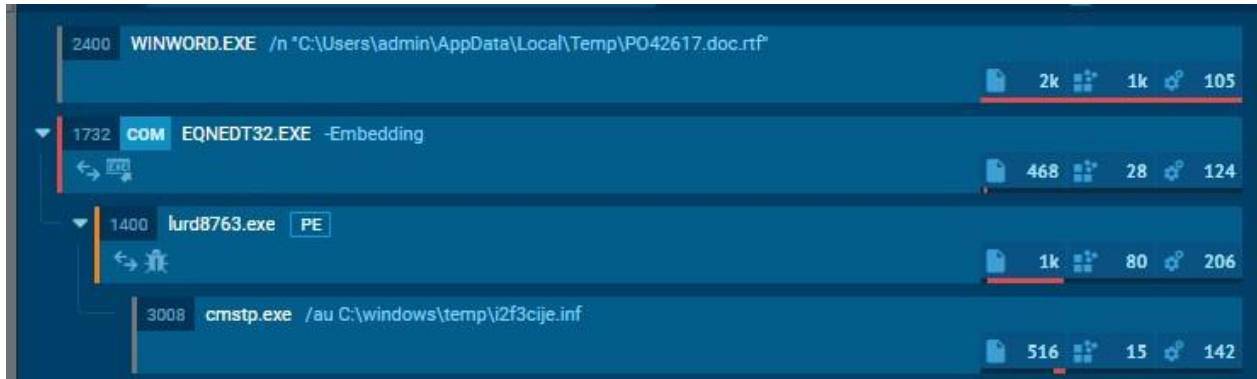 2400 WINWORD.EXE /n "C:\Users\admin\AppData\Local\Temp\PO42617.doc.rtf"
2k 1k 105
1732 COM EQNEDT32.EXE -Embedding
EXE
468 28 124
1400 lurd8763.exe PE
1k 80 206
3008 cmstp.exe /au C:\windows\temp\i2f3cije.inf
516 15 142